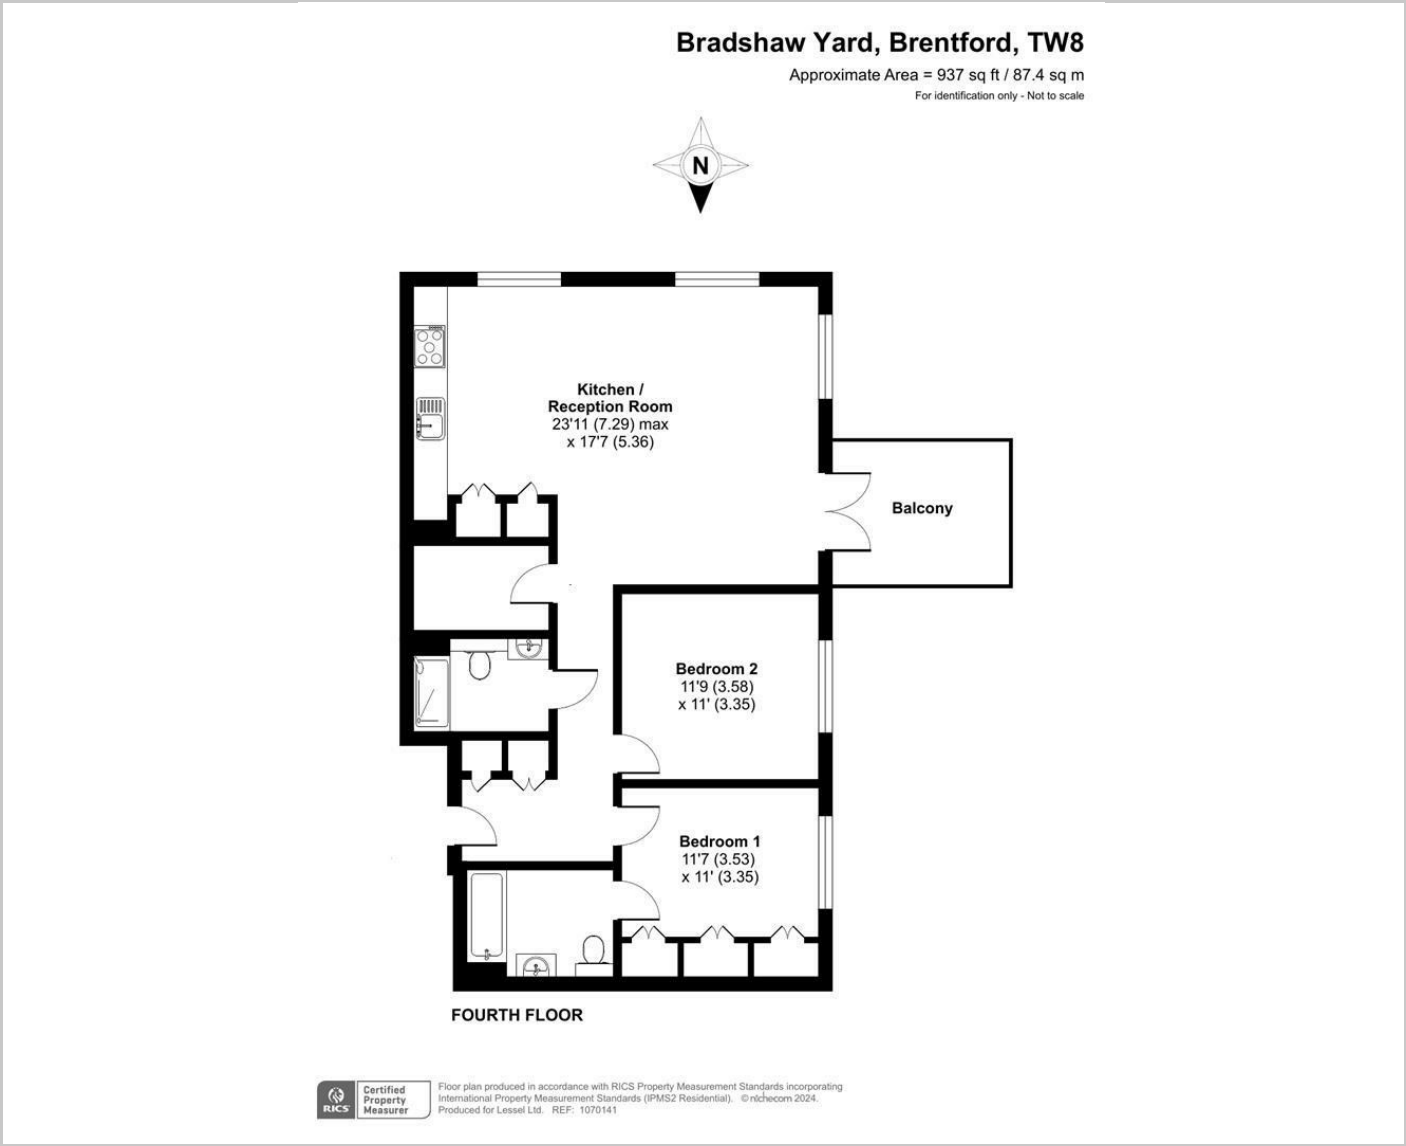 Bradshaw Yard, Brentford, TW8
Approximate Area = 937 sq ft / 87.4 sq m
For identification only - Not to scale
N
Kitchen /
Reception Room
23'11 (7.29) max
x 17'7 (5.36)
Balcony
Bedroom 2
11'9 (3.58)
x 11' (3.35)
Bedroom 1
11'7 (3.53)
x 11' (3.35)
FOURTH FLOOR
RICS
Certified
Property
Measurer
Floor plan produced in accordance with RICS Property Measurement Standards incorporating
International Property Measurement Standards (IPMS2 Residential). © nichecom 2024.
Produced for Lessel Ltd. REF: 1070141